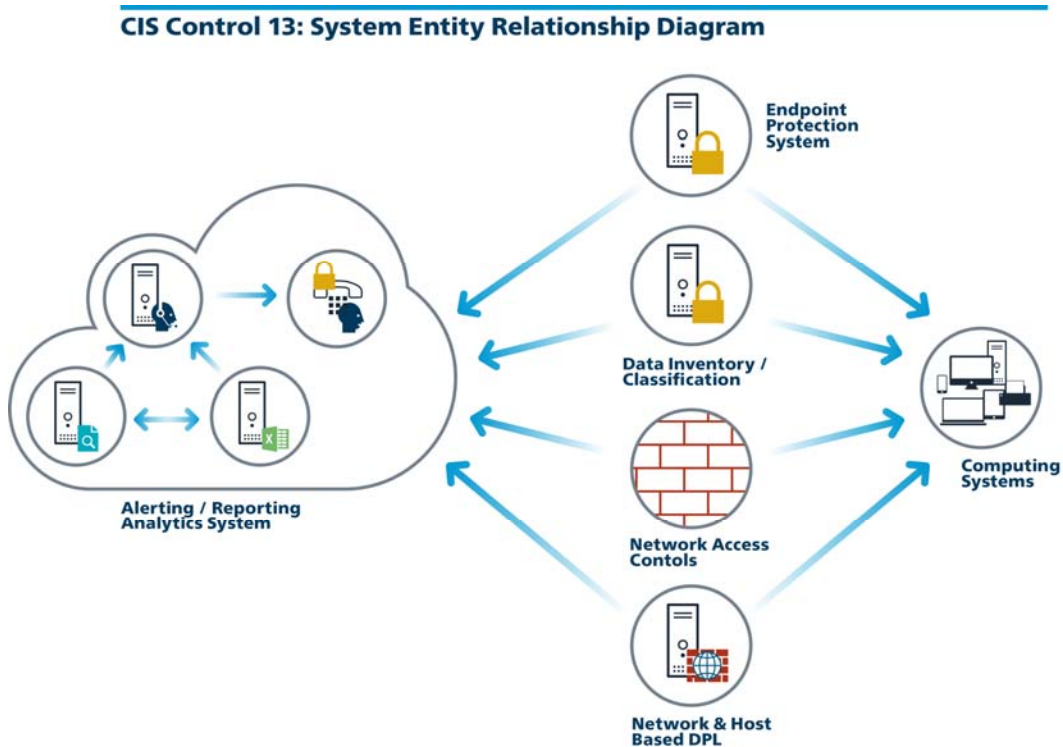 CIS Control 13: System Entity Relationship Diagram
Endpoint
Protection
System
Data Inventory /
Classification
Computing
Systems
Alerting / Reporting
Analytics System
Network Access
Contols
Network & Host
Based DPL